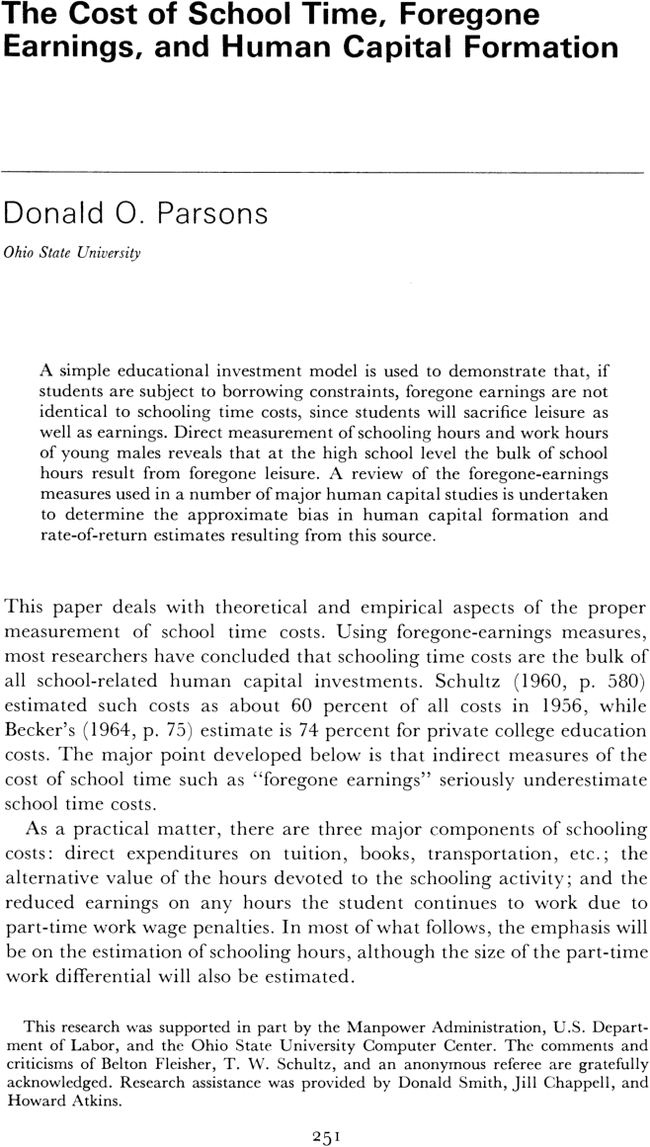 The Cost of School Time, Foregone
Earnings, and Human Capital Formation
Donald O. Parsons
Ohio State University
A simple educational investment model is used to demonstrate that, if
students are subject to borrowing constraints, foregone earnings are not
identical to schooling time costs, since students will sacrifice leisure as
well as earnings. Direct measurement of schooling hours and work hours
of young males reveals that at the high school level the bulk of school
hours result from foregone leisure. A review of the foregone-earnings
measures used in a number of major human capital studies is undertaken
to determine the approximate bias in human capital formation and
rate-of-return estimates resulting from this source.
This paper deals with theoretical and empirical aspects of the proper
measurement of school time costs. Using foregone-earnings measures,
most researchers have concluded that schooling time costs are the bulk of
all school-related human capital investments. Schultz (1960, p. 580)
estimated such costs as about 60 percent of all costs in 1956, while
Becker's (1964, p. 75) estimate is 74 percent for private college education
costs. The major point developed below is that indirect measures of the
cost of school time such as "foregone earnings" seriously underestimate
school time costs.
As a practical matter, there are three major components of schooling
costs: direct expenditures on tuition, books, transportation, etc.; the
alternative value of the hours devoted to the schooling activity; and the
reduced earnings on any hours the student continues to work due to
part-time work wage penalties. In most of what follows, the emphasis will
be on the estimation of schooling hours, although the size of the part-time
work differential will also be estimated.
This research was supported in part by the Manpower Administration, U.S. Depart-
ment of Labor, and the Ohio State University Computer Center. The comments and
criticisms of Belton Fleisher, T. W. Schultz, and an anonymous referee are gratefully
acknowledged. Research assistance was provided by Donald Smith, Jill Chappell, and
Howard Atkins.
251